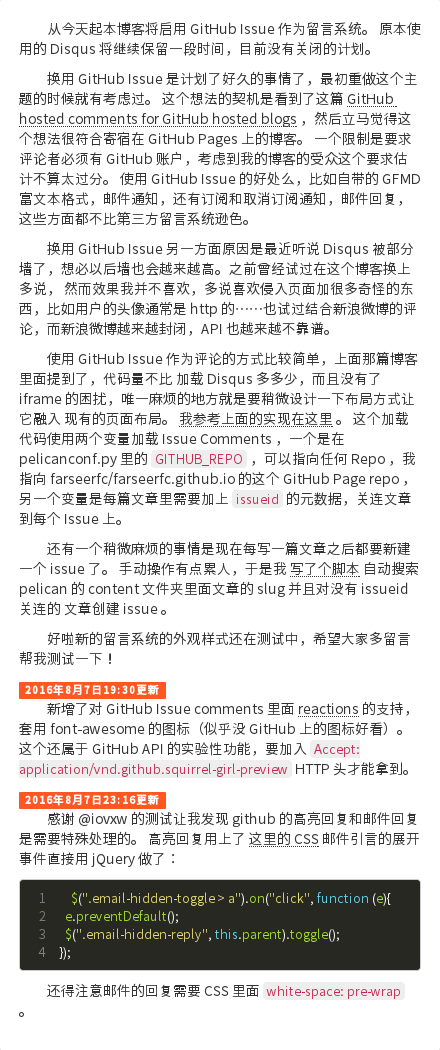 从今天起本博客将启用 GitHub Issue 作为留言系统。 原本使
用的 Disqus 将继续保留一段时间，目前没有关闭的计划。
换用 GitHub Issue 是计划了好久的事情了，最初重做这个主
题的时候就有考虑过。 这个想法的契机是看到了这篇 GitHub
hosted comments for GitHub hosted blogs ，然后立马觉得这
个想法很符合寄宿在 GitHub Pages 上的博客。 一个限制是要求
评论者必须有 GitHub 账户，考虑到我的博客的受众这个要求估
计不算太过分。 使用 GitHub Issue 的好处么，比如自带的 GFMD
富文本格式，邮件通知，还有订阅和取消订阅通知，邮件回复，
这些方面都不比第三方留言系统逊色。
换用 GitHub Issue 另一方面原因是最近听说 Disqus 被部分
墙了，想必以后墙也会越来越高。之前曾经试过在这个博客换上
多说， 然而效果我并不喜欢，多说喜欢侵入页面加很多奇怪的东
西，比如用户的头像通常是 http 的……也试过结合新浪微博的评
论，而新浪微博越来越封闭，API 也越来越不靠谱。
使用 GitHub Issue 作为评论的方式比较简单，上面那篇博客
里面提到了，代码量不比 加载 Disqus 多多少，而且没有了
iframe 的困扰，唯一麻烦的地方就是要稍微设计一下布局方式让
它融入 现有的页面布局。 我参考上面的实现在这里 。 这个加载
代码使用两个变量加载 Issue Comments ，一个是在
pelicanconf.py 里的 GITHUB_REPO ，可以指向任何 Repo ，我
指向 farseerfc/farseerfc.github.io 的这个 GitHub Page repo ，
另一个变量是每篇文章里需要加上 issueid 的元数据，关连文章
到每个 Issue 上。
还有一个稍微麻烦的事情是现在每写一篇文章之后都要新建
一个 issue 了。 手动操作有点累人，于是我 写了个脚本 自动搜索
pelican 的 content 文件夹里面文章的 slug 并且对没有 issueid
关连的 文章创建 issue 。
好啦新的留言系统的外观样式还在测试中，希望大家多留言
帮我测试一下！
2016年8月7日19:30更新
新增了对 GitHub Issue comments 里面 reactions 的支持，
套用 font-awesome 的图标（似乎没 GitHub 上的图标好看）。
这个还属于 GitHub API 的实验性功能，要加入 Accept:
application/vnd.github.squirrel-girl-preview HTTP 头才能拿到。
2016年8月7日23:16更新
感谢 @iovxw 的测试让我发现 github 的高亮回复和邮件回复
是需要特殊处理的。 高亮回复用上了 这里的 CSS 邮件引言的展开
事件直接用 jQuery 做了：
1 $(".email-hidden-toggle > a").on("click", function (e){
2 e.preventDefault();
3 $(".email-hidden-reply", this.parent).toggle();
4 });
还得注意邮件的回复需要 CSS 里面 white-space: pre-wrap
。